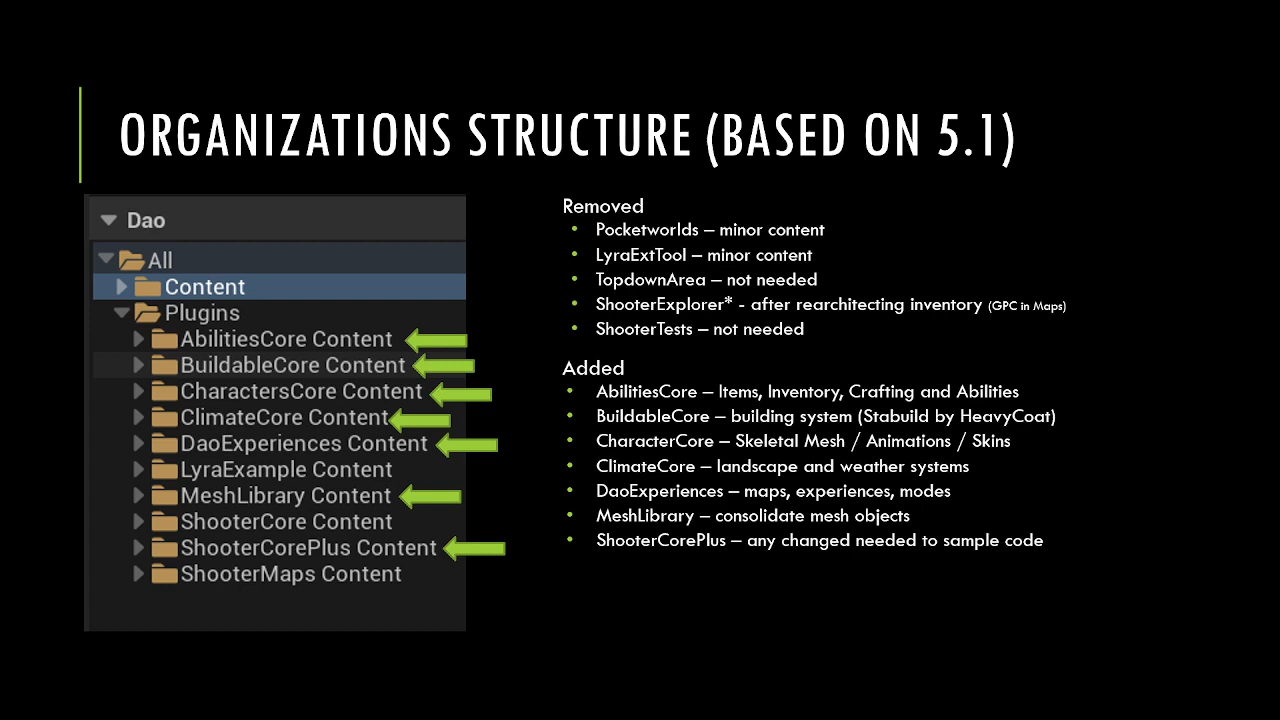 ORGANIZATIONS STRUCTURE (BASED ON 5.1)
Dao
All
Content
Plugins
AbilitiesCore Content
BuildableCore Content
CharactersCore Content
ClimateCore Content
DaoExperiences Content
LyraExample Content
MeshLibrary Content
ShooterCore Content
ShooterCorePlus Content
ShooterMaps Content
Removed
• Pocketworlds – minor content
• LyraExtTool – minor content
• TopdownArea – not needed
• ShooterExplorer* - after rearchitecting inventory (GPC in Maps)
• ShooterTests – not needed
Added
• AbilitiesCore – Items, Inventory, Crafting and Abilities
• BuildableCore – building system (Stabuild by HeavyCoat)
• CharacterCore – Skeletal Mesh / Animations / Skins
• ClimateCore – landscape and weather systems
• DaoExperiences – maps, experiences, modes
• MeshLibrary – consolidate mesh objects
• ShooterCorePlus – any changed needed to sample code